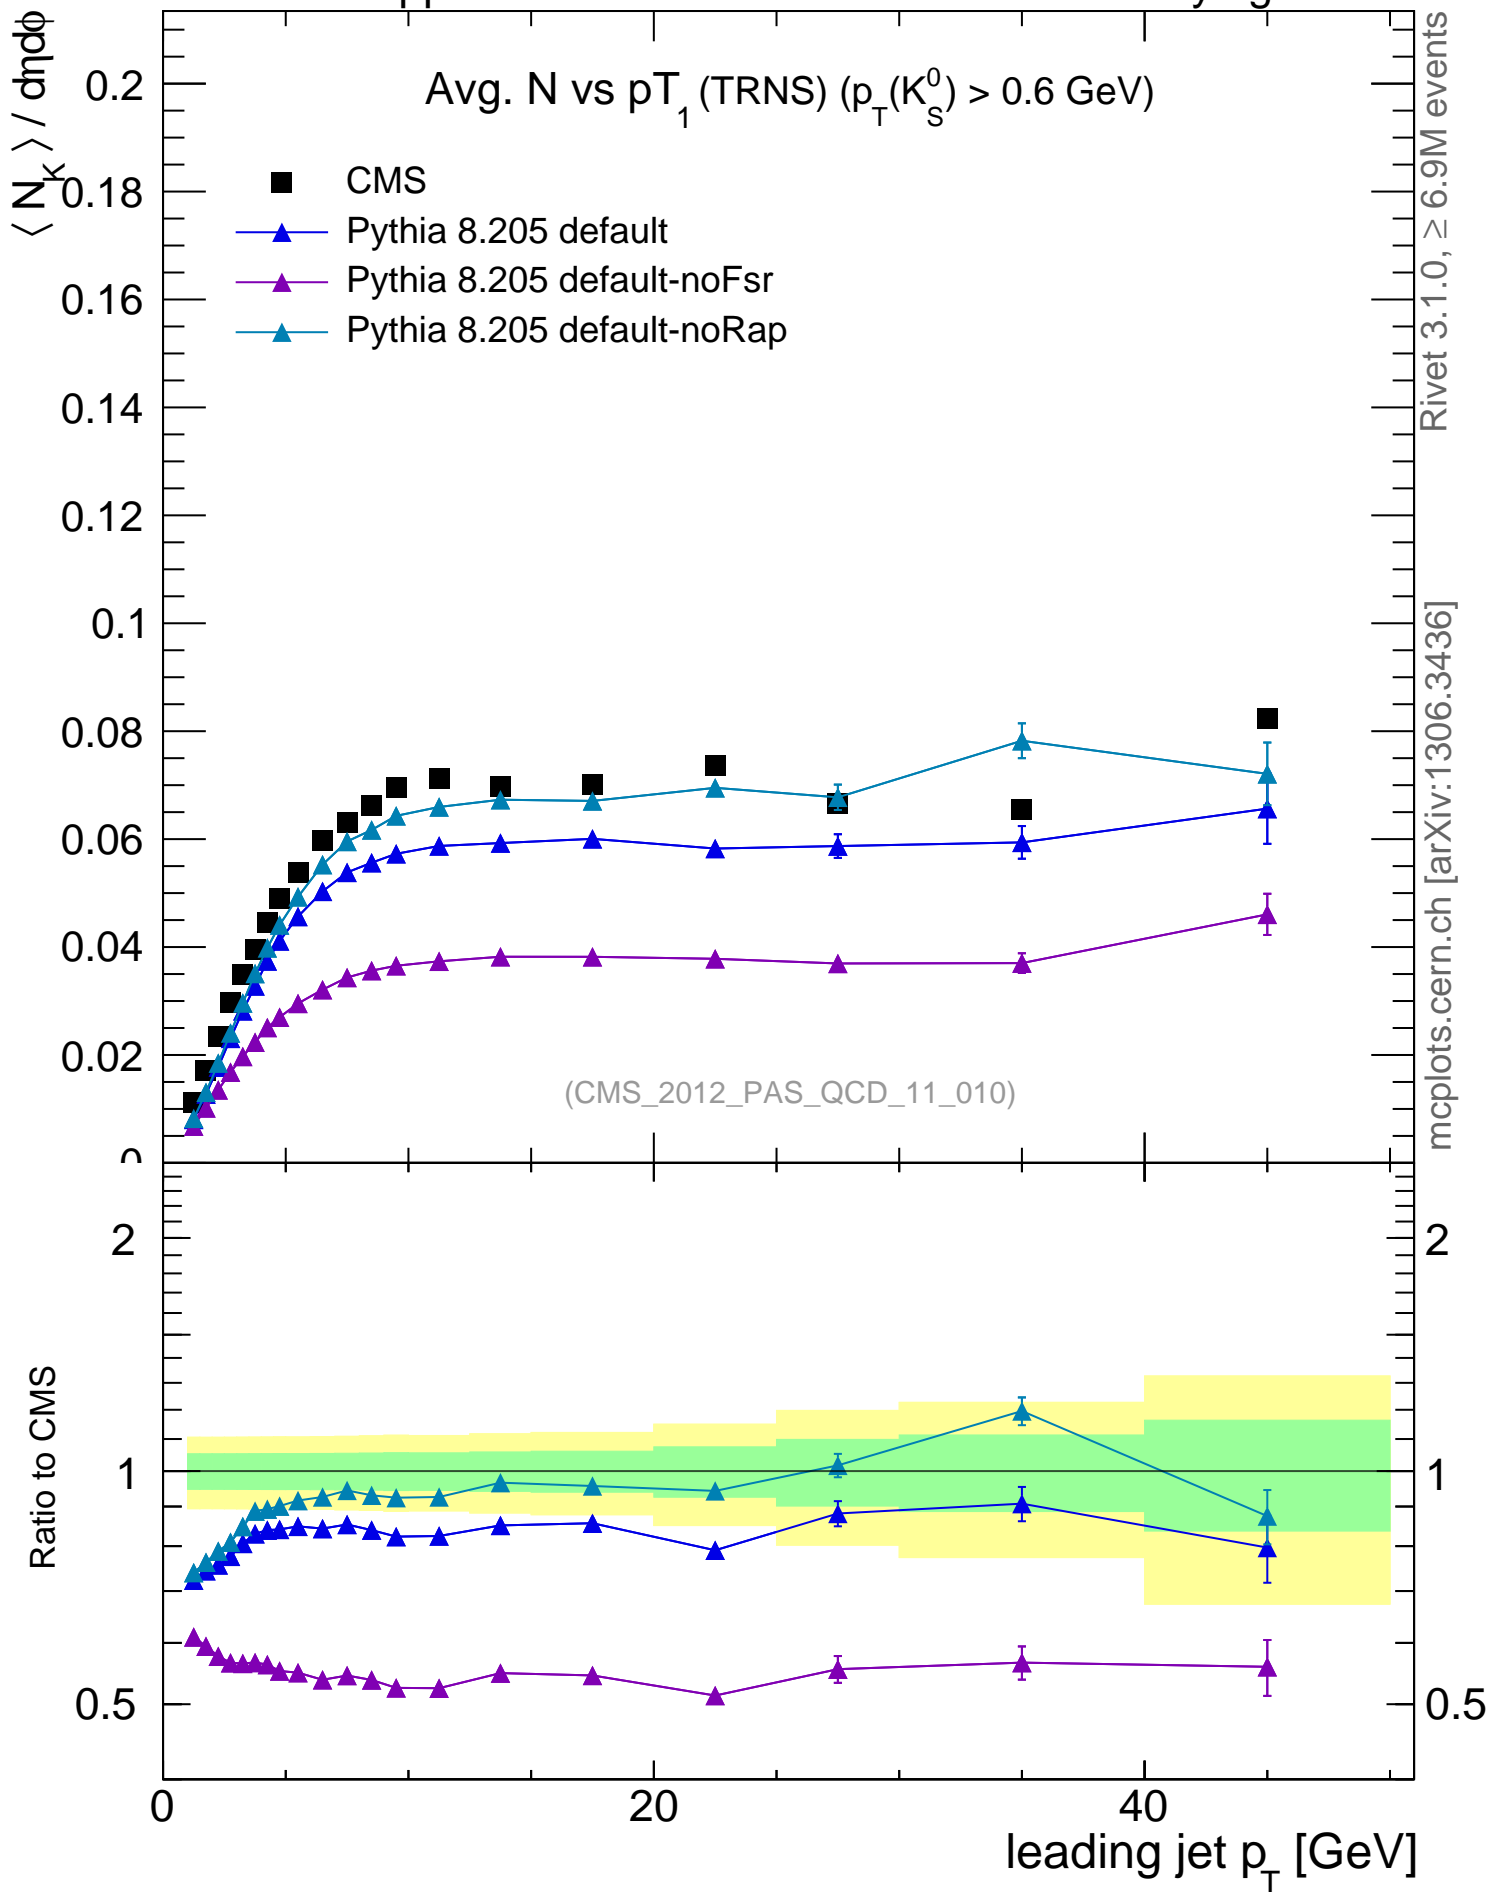 Avg. N vs pT1 (TRNS) (pT(K0S) > 0.6 GeV)
CMS
Pythia 8.205 default
Pythia 8.205 default-noFsr
Pythia 8.205 default-noRap
⟨ N_K ⟩ / dηdϕ
0.2
0.18
0.16
0.14
0.12
0.1
0.08
0.06
0.04
0.02
0
(CMS_2012_PAS_QCD_11_010)
Rivet 3.1.0, ≥ 6.9M events
mcplots.cern.ch [arXiv:1306.3436]
Ratio to CMS
2
1
0.5
2
1
0.5
0
20
40
leading jet pT [GeV]